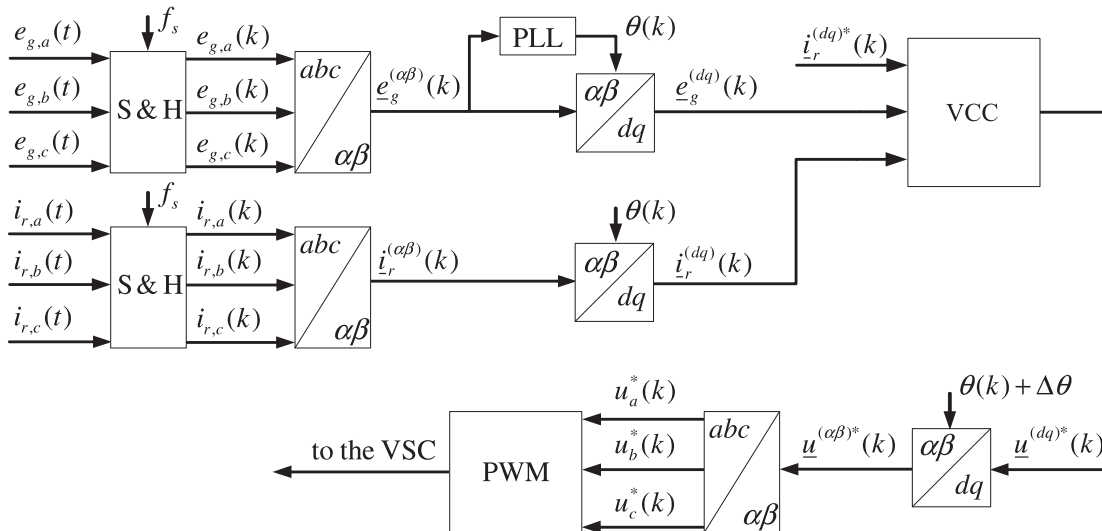 f_s
PLL
θ(k)
e_{g,a}(t)
e_{g,a}(k)
abc
i_r^{(dq)*}(k)
e_{g,b}(t)
S & H
e_{g,b}(k)
e_g^{(αβ)}(k)
αβ
e_g^{(dq)}(k)
VCC
e_{g,c}(t)
e_{g,c}(k)
dq
αβ
f_s
i_{r,a}(t)
i_{r,a}(k)
abc
θ(k)
i_{r,b}(t)
S & H
i_{r,b}(k)
i_r^{(αβ)}(k)
αβ
i_r^{(dq)}(k)
i_{r,c}(t)
i_{r,c}(k)
dq
αβ
θ(k) + Δθ
u_a^*(k)
abc
to the VSC
PWM
u_b^*(k)
u^{(αβ)*}(k)
αβ
u^{(dq)*}(k)
u_c^*(k)
dq
αβ